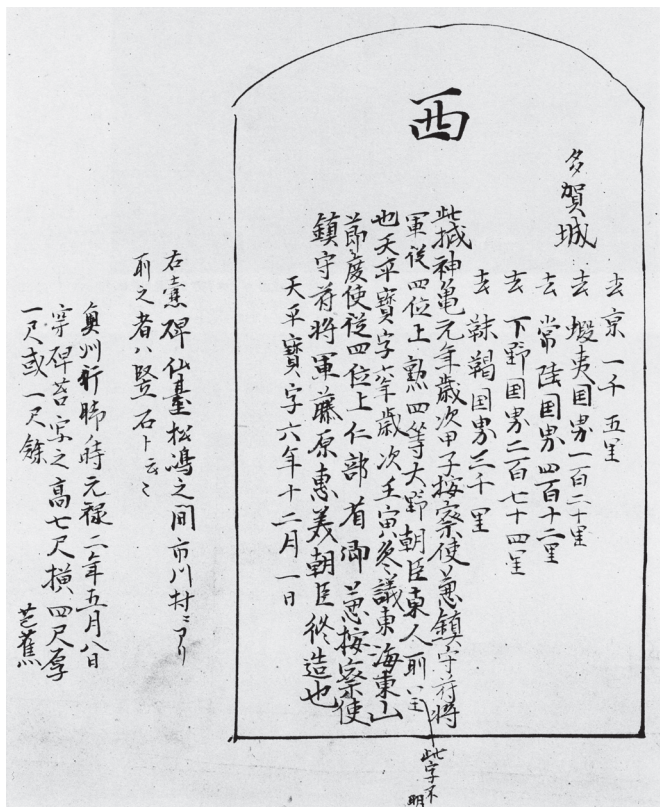 西
多賀城
去京一千五里
去蝦夷国界一百二十里
去常陸国界四百十二里
去下野国界二百七十四里
去靺鞨国界三千里
此城神亀元年歳次甲子按察使兼鎮守苻将
軍従四位上勲四等大野朝臣東人所
也天平寶字六年歳次壬寅参議東海東山
節度使従四位上仁部省卿兼按察使
鎮守苻将軍藤原恵美朝臣修造也
天平寶字六年十二月一日
此字不明
右壷碑仙臺松嶋之間市川村ニアリ
所之者ハ竪石ト云々
奥州行脚ノ時元禄二年五月八日
穿碑苔写之高七尺横四尺厚
一尺或一尺餘
芭蕉